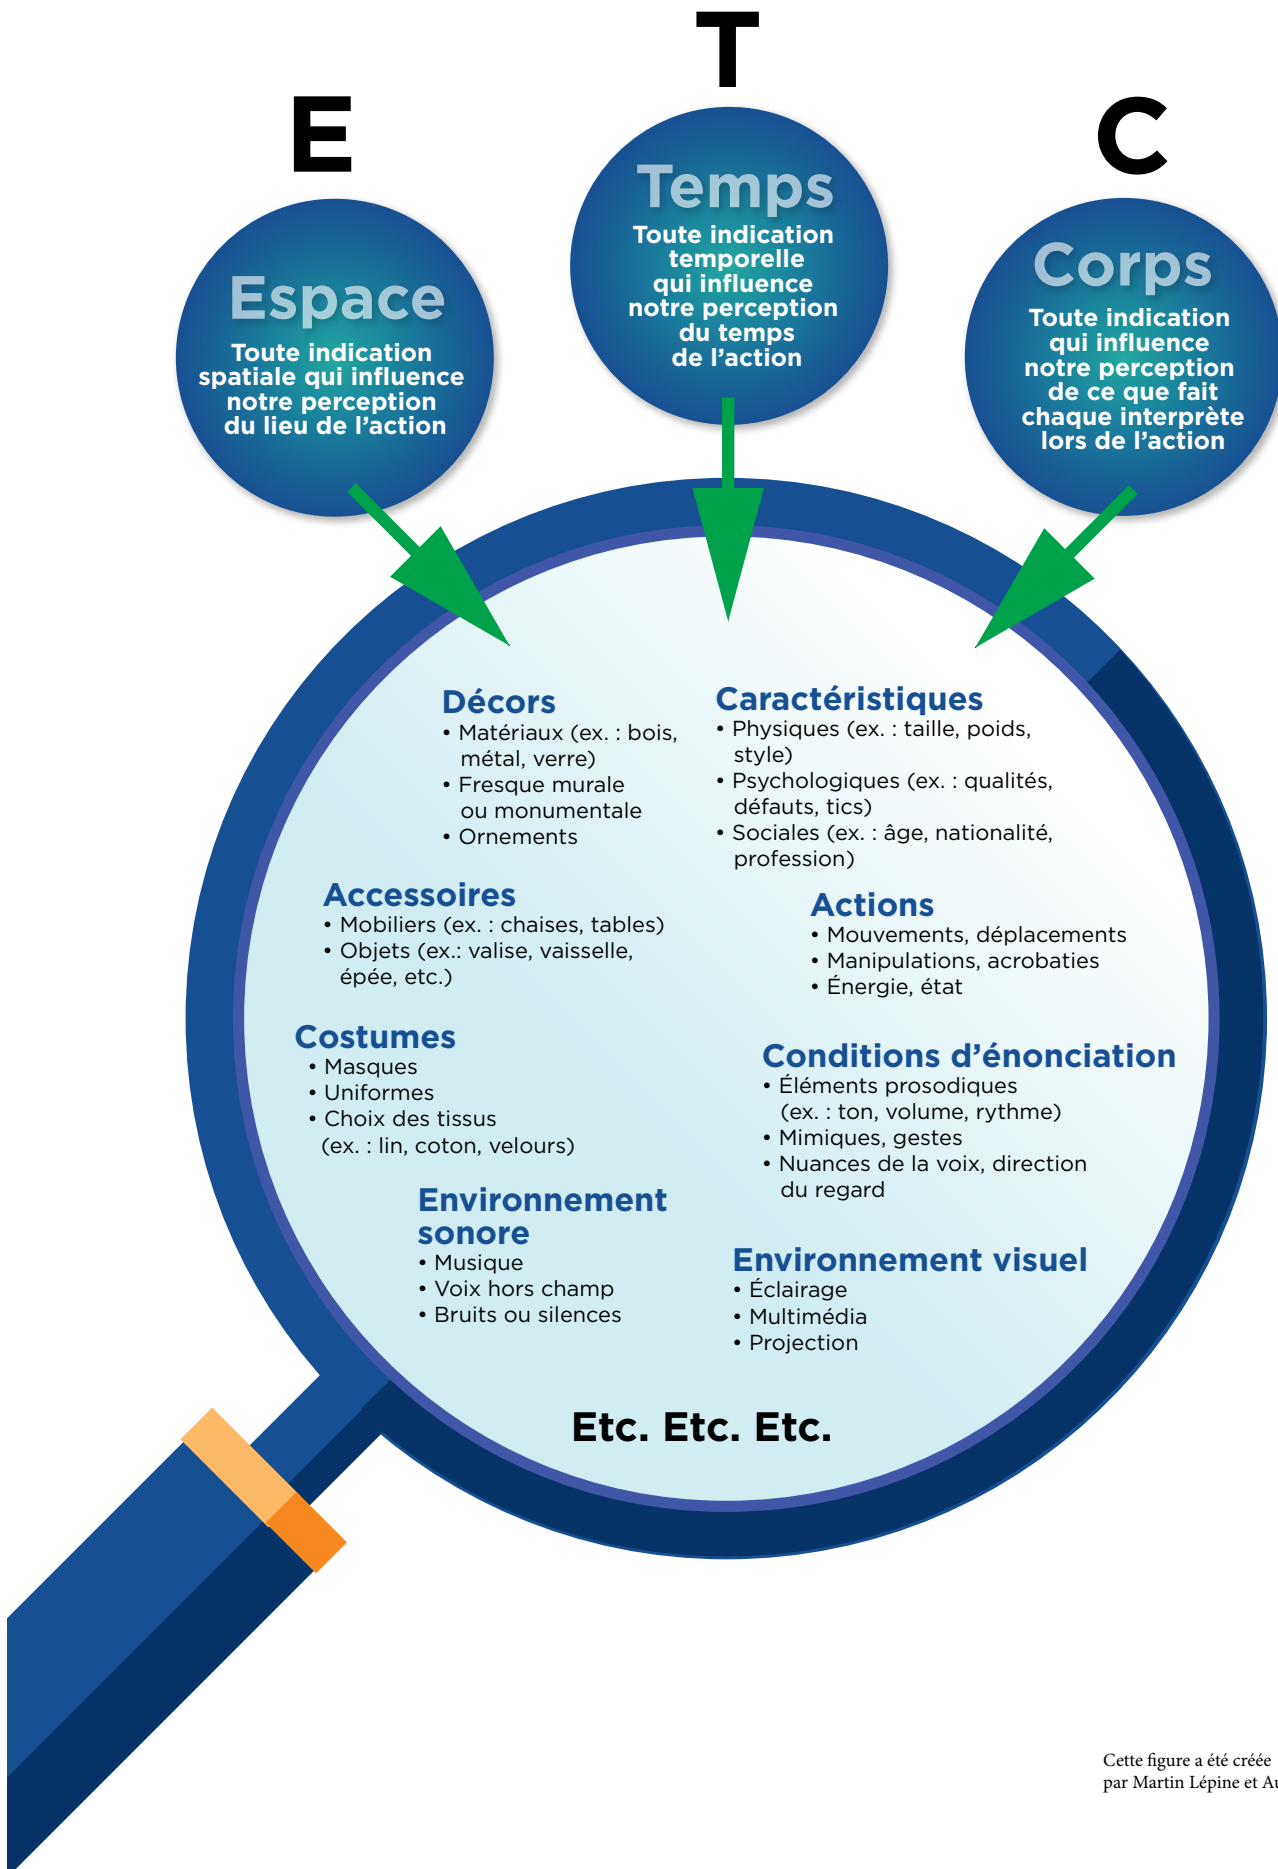 E
Espace
Toute indication
spatiale qui influence
notre perception
du lieu de l’action
T
Temps
Toute indication
temporelle
qui influence
notre perception
du temps
de l’action
C
Corps
Toute indication
qui influence
notre perception
de ce que fait
chaque interprète
lors de l’action
Décors
• Matériaux (ex. : bois,
métal, verre)
• Fresque murale
ou monumentale
• Ornements
Accessoires
• Mobiliers (ex. : chaises, tables)
• Objets (ex.: valise, vaisselle,
épée, etc.)
Costumes
• Masques
• Uniformes
• Choix des tissus
(ex. : lin, coton, velours)
Environnement
sonore
• Musique
• Voix hors champ
• Bruits ou silences
Caractéristiques
• Physiques (ex. : taille, poids,
style)
• Psychologiques (ex. : qualités,
défauts, tics)
• Sociales (ex. : âge, nationalité,
profession)
Actions
• Mouvements, déplacements
• Manipulations, acrobaties
• Énergie, état
Conditions d’énonciation
• Éléments prosodiques
(ex. : ton, volume, rythme)
• Mimiques, gestes
• Nuances de la voix, direction
du regard
Environnement visuel
• Éclairage
• Multimédia
• Projection
Etc. Etc. Etc.
Cette figure a été créée
par Martin Lépine et